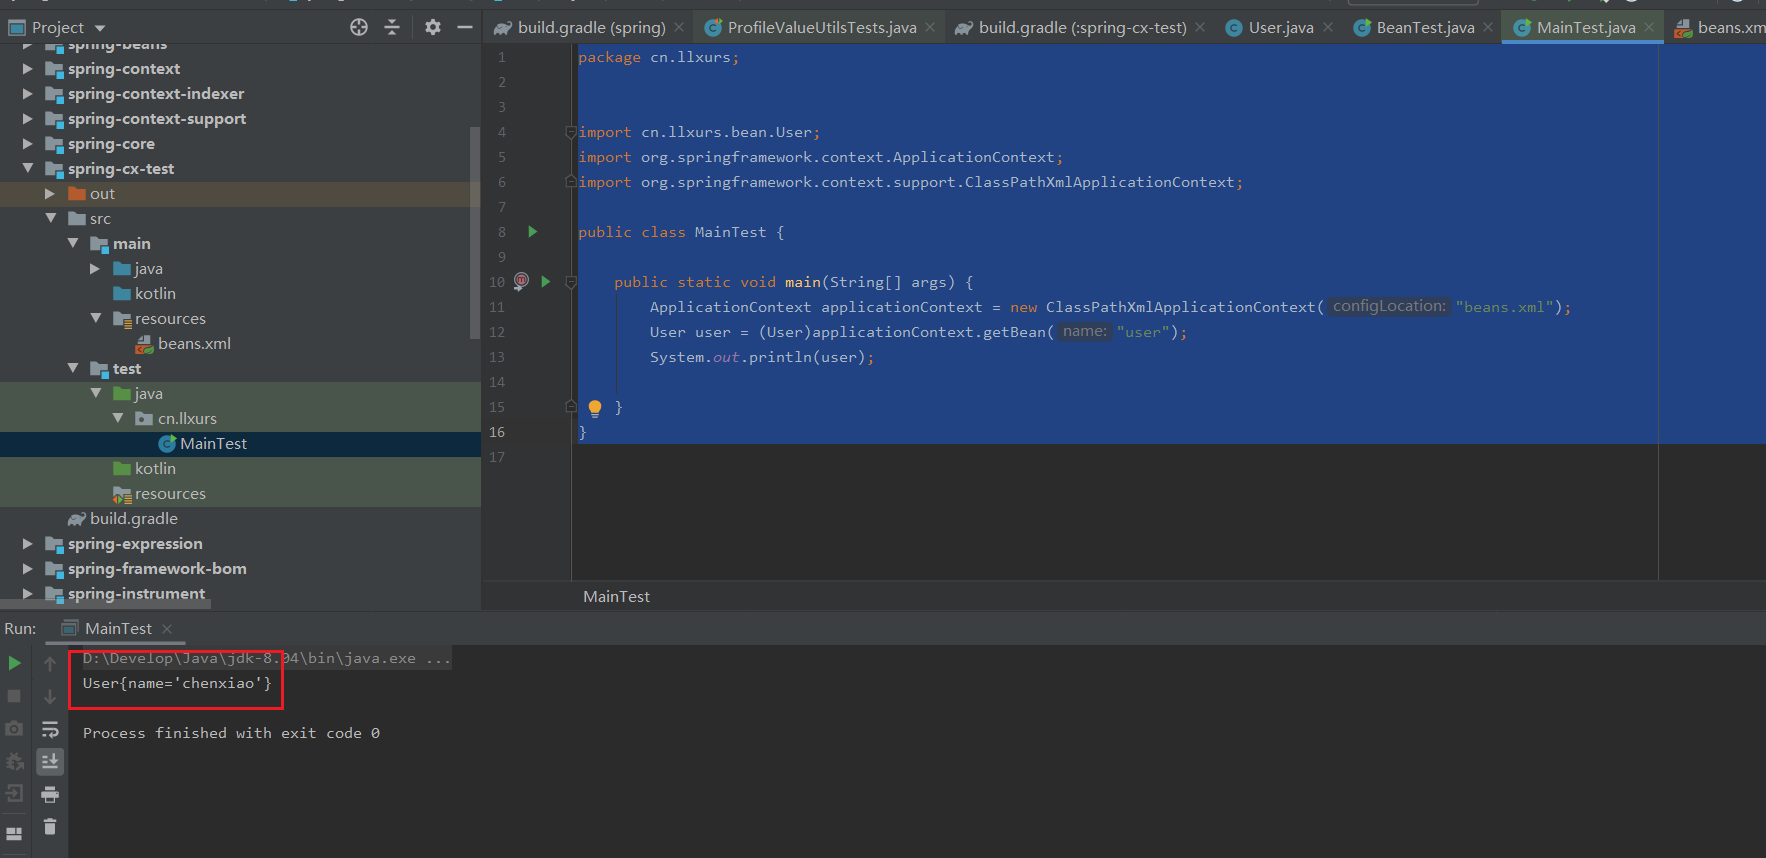 Project
build.gradle (spring)
ProfileValueUtilsTests.java
build.gradle (:spring-cx-test)
User.java
BeanTest.java
MainTest.java
beans.xm
spring-beans
spring-context
spring-context-indexer
spring-context-support
spring-core
spring-cx-test
out
src
main
java
kotlin
resources
beans.xml
test
java
cn.llxurs
MainTest
kotlin
resources
build.gradle
spring-expression
spring-framework-bom
spring-instrument
1 package cn.llxurs;
2
3
4 import cn.llxurs.bean.User;
5 import org.springframework.context.ApplicationContext;
6 import org.springframework.context.support.ClassPathXmlApplicationContext;
7
8 public class MainTest {
9
10 public static void main(String[] args) {
11 ApplicationContext applicationContext = new ClassPathXmlApplicationContext( configLocation: "beans.xml");
12 User user = (User)applicationContext.getBean( name: "user");
13 System.out.println(user);
14
15 }
16 }
17
MainTest
Run: MainTest
D:\Develop\Java\jdk-8.04\bin\java.exe ...
User{name='chenxiao'}
Process finished with exit code 0